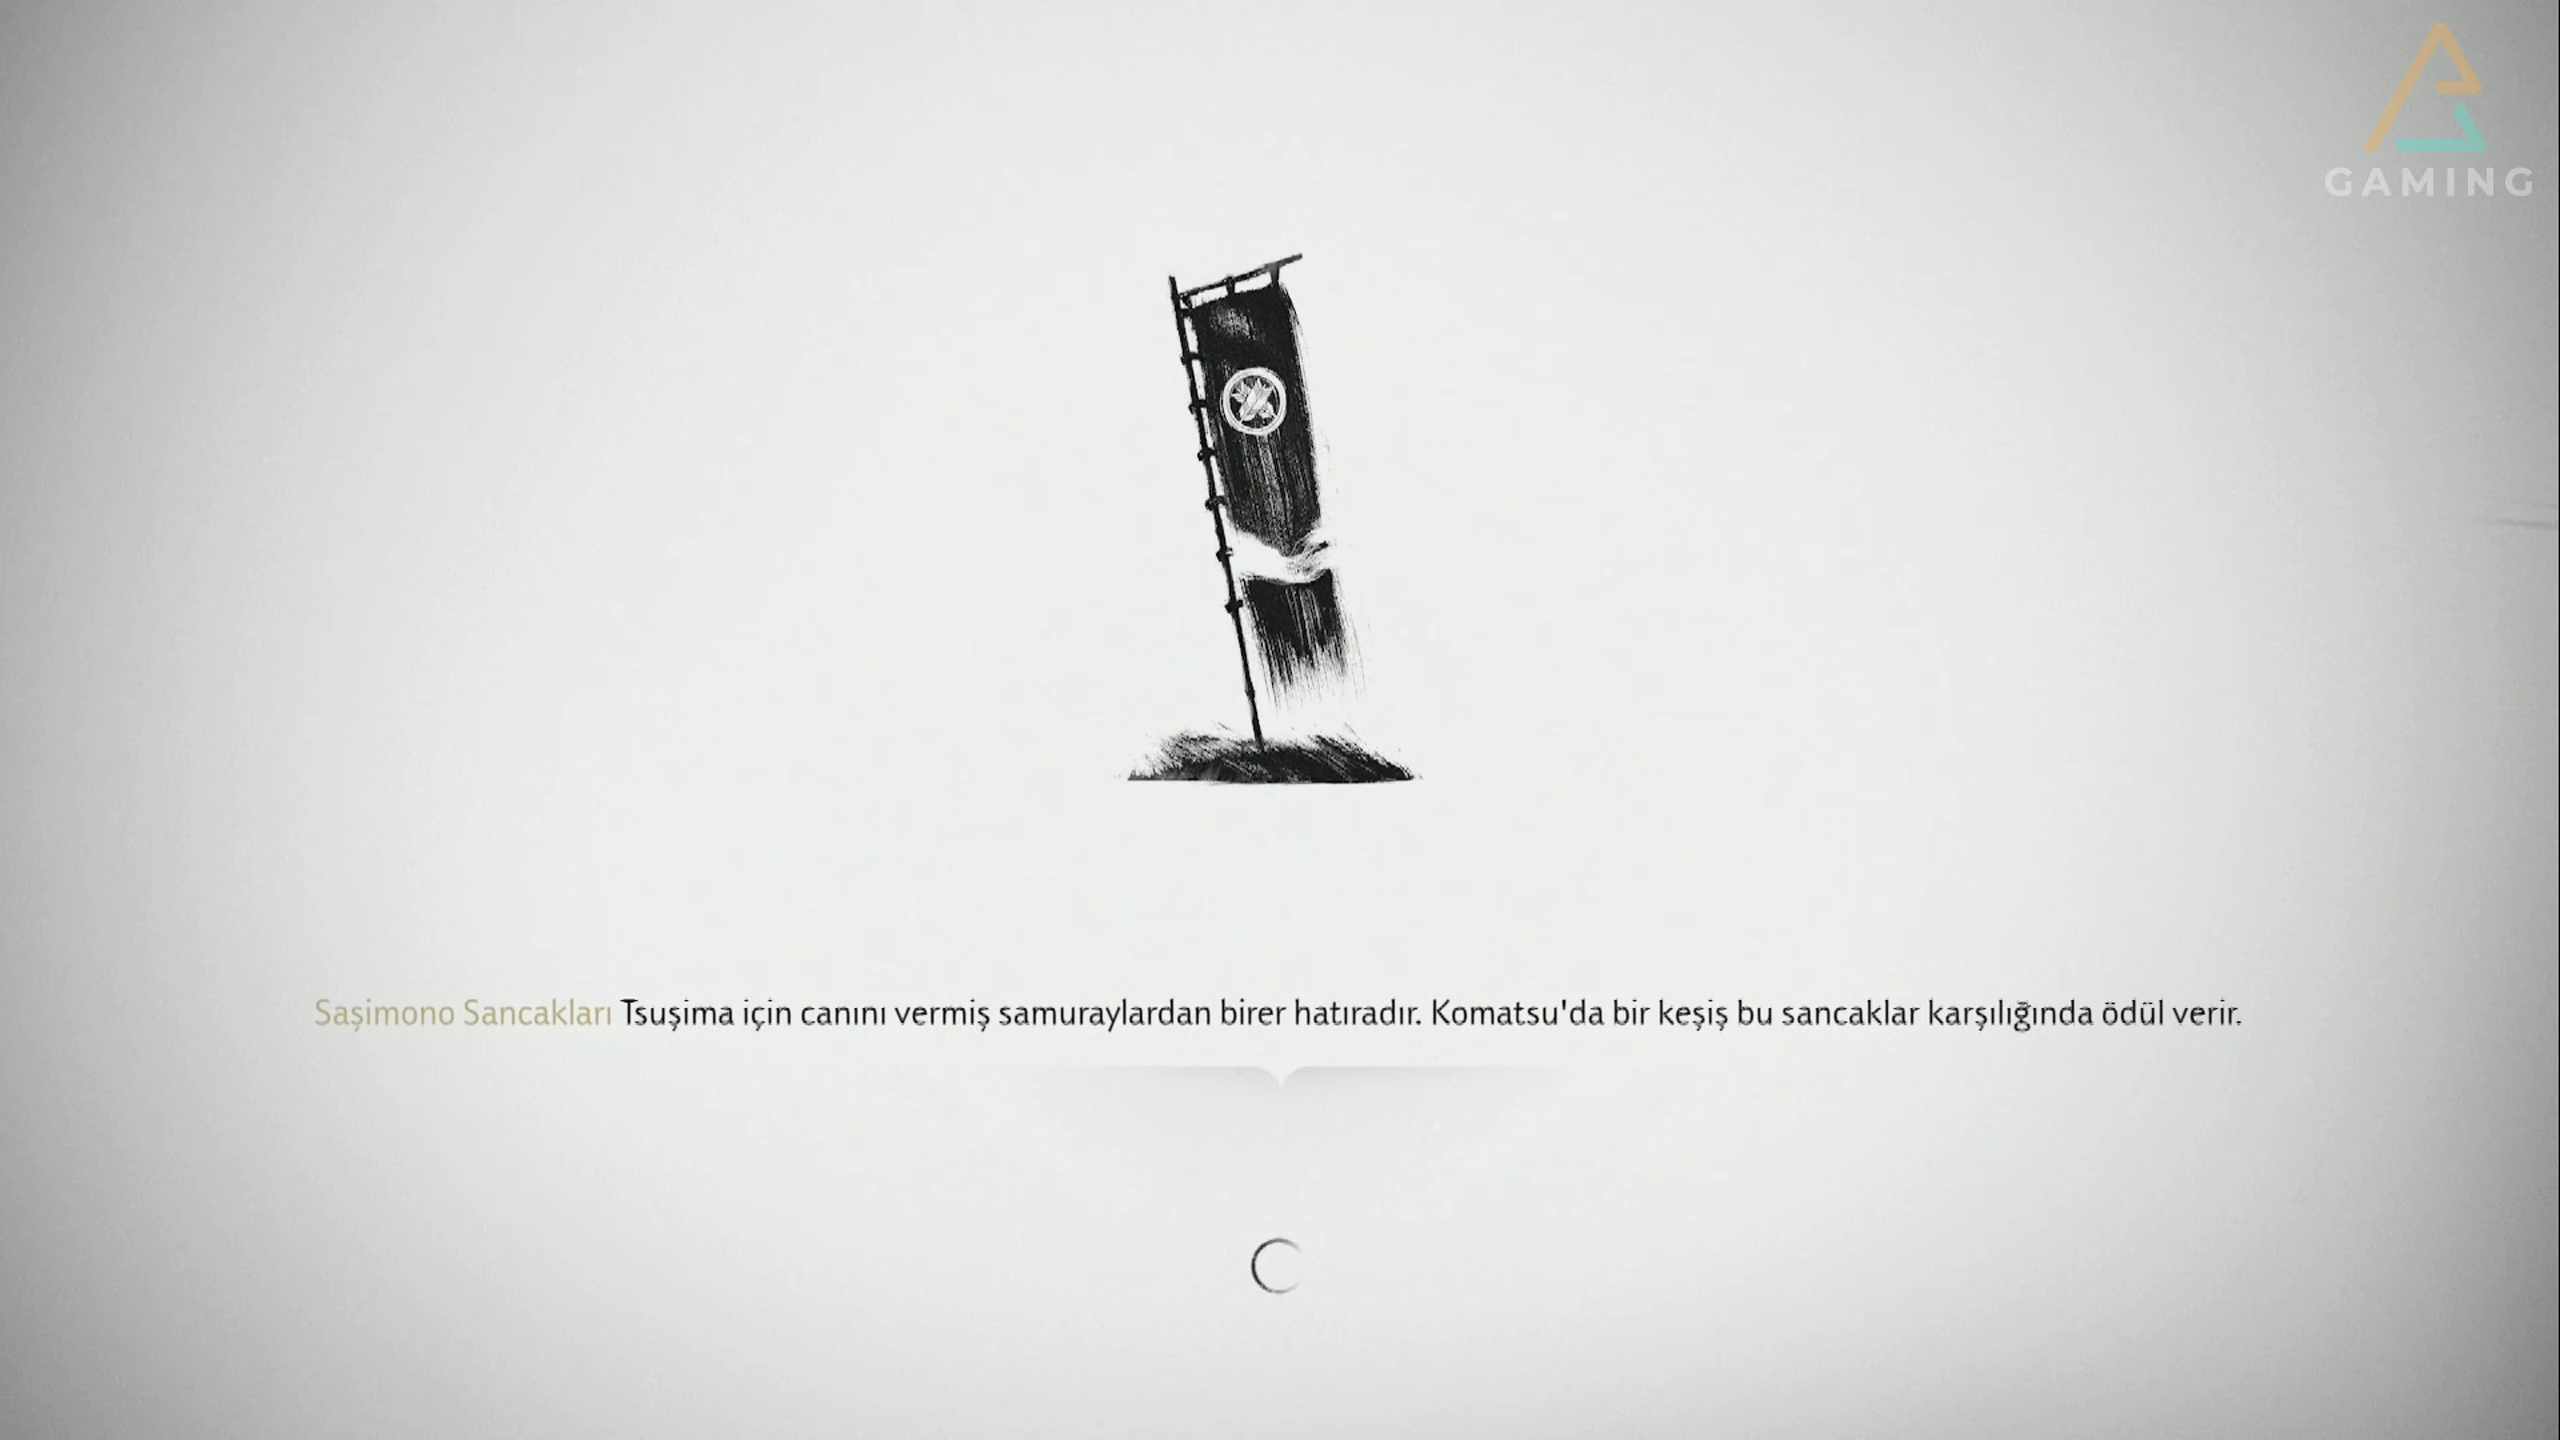 GAMING
Saşimono Sancakları Tsuşima için canını vermiş samuraylardan birer hatıradır. Komatsu'da bir keşiş bu sancaklar karşılığında ödül verir.